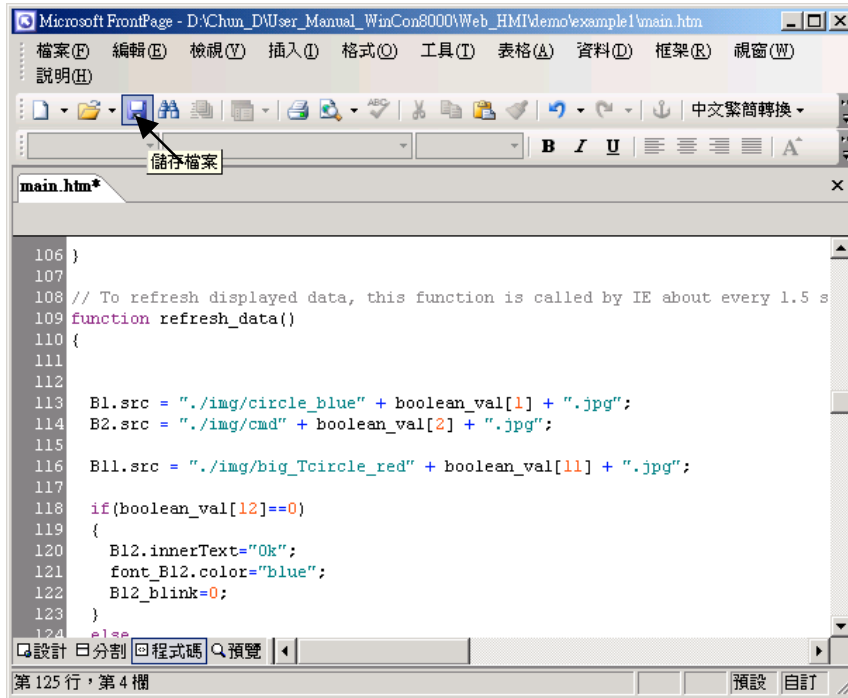 Microsoft FrontPage - D:\Chun_D\User_Manual_WinCon8000\Web_HMI\demo\example1\main.htm
檔案(F) 編輯(E) 檢視(V) 插入(I) 格式(O) 工具(T) 表格(A) 資料(D) 框架(R) 視窗(W)
說明(H)
ABC 中文繁簡轉換
B I U A
儲存檔案
main.htm*
106 }
107
108 // To refresh displayed data, this function is called by IE about every 1.5 s
109 function refresh_data()
110 {
111
112
113 B1.src = "./img/circle_blue" + boolean_val[1] + ".jpg";
114 B2.src = "./img/cmd" + boolean_val[2] + ".jpg";
115
116 B11.src = "./img/big_Tcircle_red" + boolean_val[11] + ".jpg";
117
118 if(boolean_val[12]==0)
119 {
120 B12.innerText="Ok";
121 font_B12.color="blue";
122 B12_blink=0;
123 }
124 else
設計 分割 程式碼 預覽
第 125 行，第 4 欄 預設 自訂